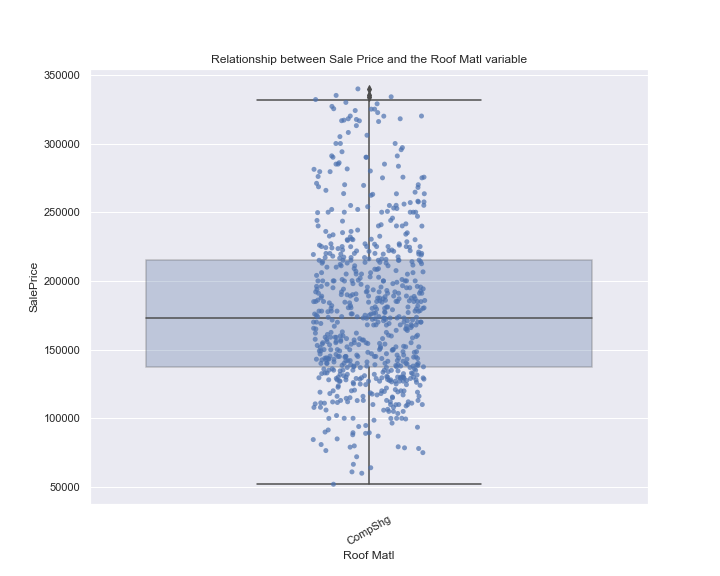 Relationship between Sale Price and the Roof Matl variable
350000
300000
250000
200000
150000
100000
50000
SalePrice
CompShg
Roof Matl